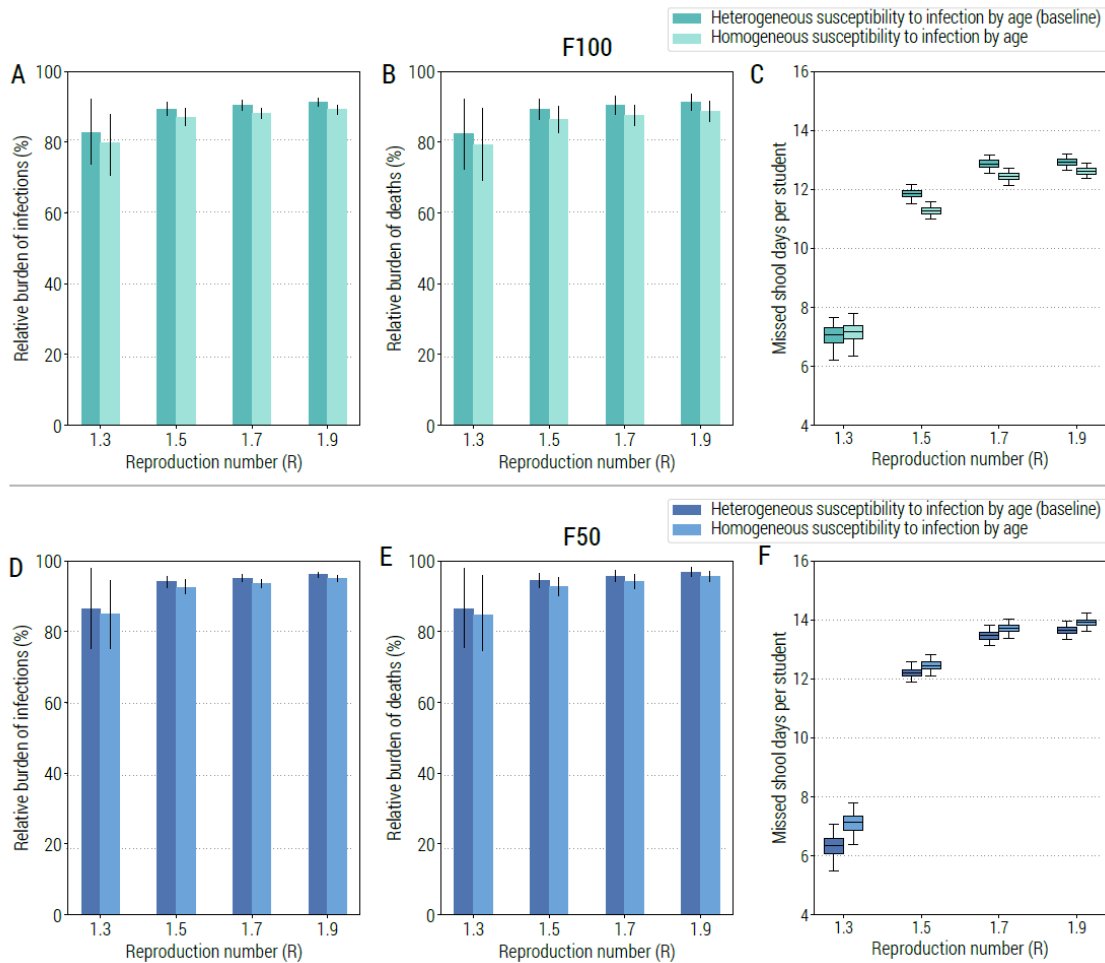 Heterogeneous susceptibility to infection by age (baseline)
Homogeneous susceptibility to infection by age
F100
A
100
80
60
40
20
0
Relative burden of infections (%)
1.3 1.5 1.7 1.9
Reproduction number (R)
B
100
80
60
40
20
0
Relative burden of deaths (%)
1.3 1.5 1.7 1.9
Reproduction number (R)
C
16
14
12
10
8
6
4
Missed shool days per student
1.3 1.5 1.7 1.9
Reproduction number (R)
Heterogeneous susceptibility to infection by age (baseline)
Homogeneous susceptibility to infection by age
F50
D
100
80
60
40
20
0
Relative burden of infections (%)
1.3 1.5 1.7 1.9
Reproduction number (R)
E
100
80
60
40
20
0
Relative burden of deaths (%)
1.3 1.5 1.7 1.9
Reproduction number (R)
F
16
14
12
10
8
6
4
Missed shool days per student
1.3 1.5 1.7 1.9
Reproduction number (R)